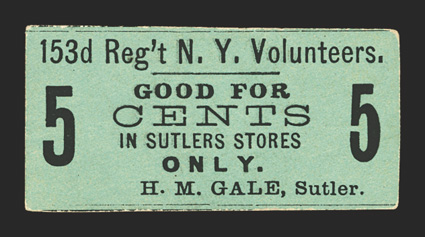 153d Reg't N. Y. Volunteers.
GOOD FOR
5 CENTS 5
IN SUTLERS STORES
ONLY.
H. M. GALE, Sutler.